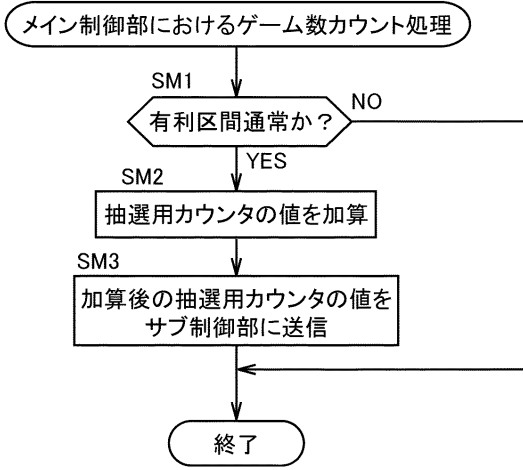 メイン制御部におけるゲーム数カウント処理
SM1
有利区間通常か？
NO
YES
SM2
抽選用カウンタの値を加算
SM3
加算後の抽選用カウンタの値を
サブ制御部に送信
終了